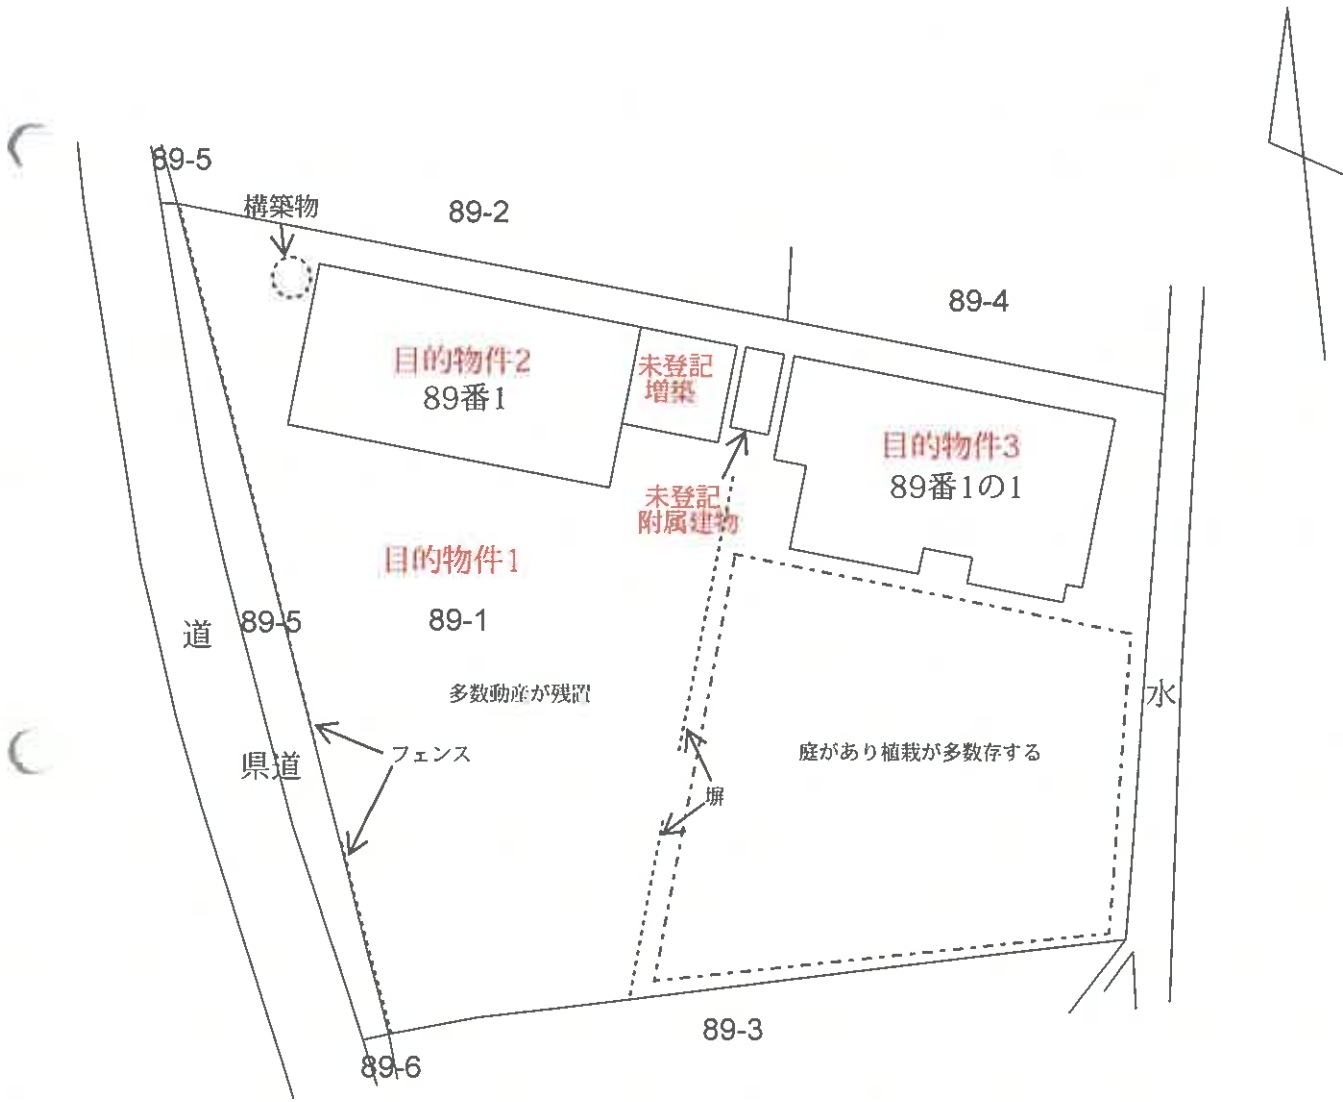 89-5
構築物
89-2
89-4
目的物件2
89番1
未登記
増築
目的物件3
89番1の1
未登記
附属建物
目的物件1
89-5
89-1
道
多数動産が残置
水
県道
フェンス
庭があり植栽が多数存する
塀
89-3
89-6